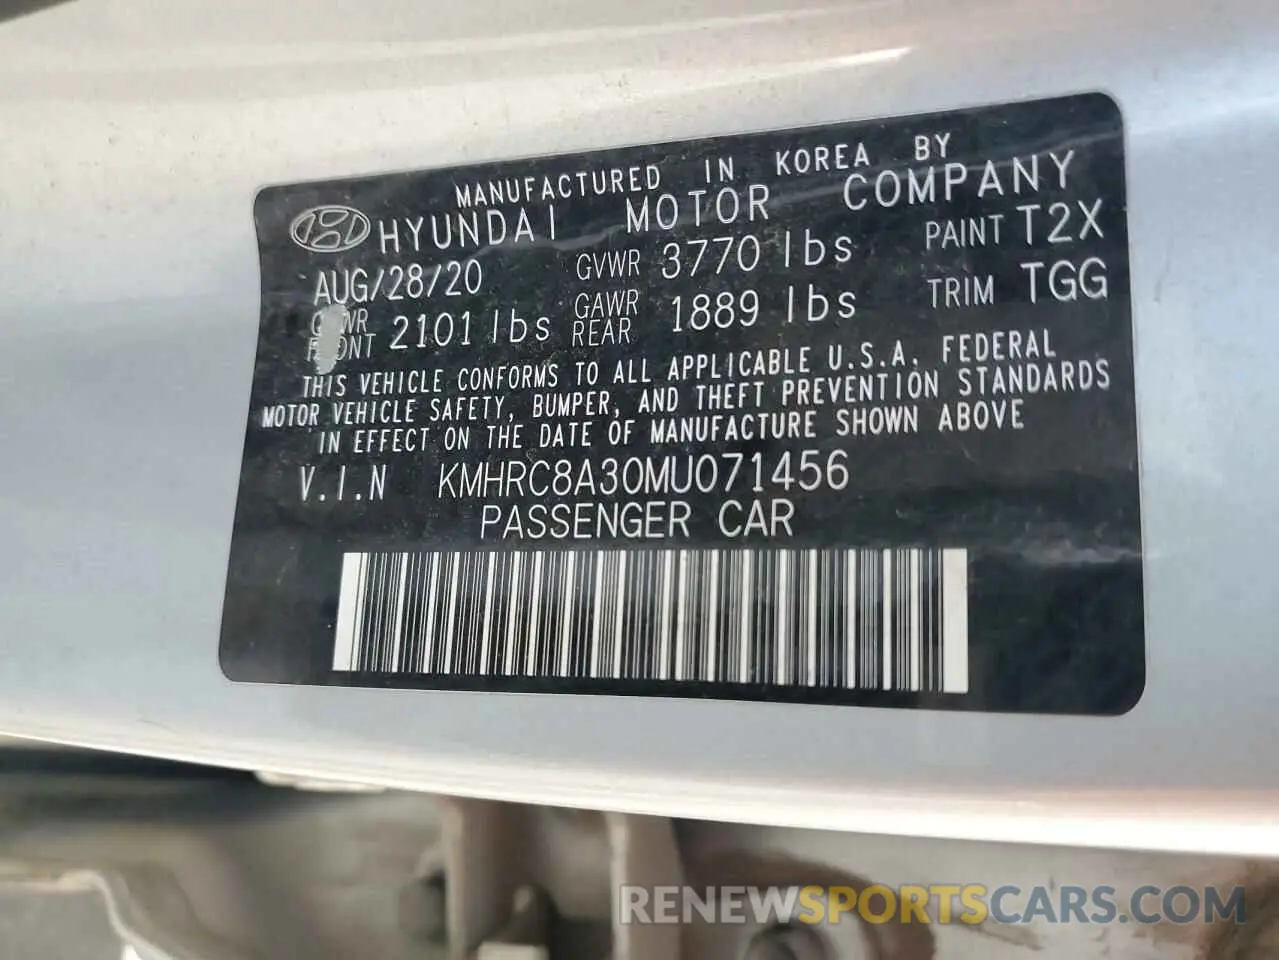 MANUFACTURED IN KOREA BY
HYUNDAI MOTOR COMPANY
AUG/28/20 GVWR 3770 lbs PAINT T2X
GAWR FRONT 2101 lbs GAWR REAR 1889 lbs TRIM TGG
THIS VEHICLE CONFORMS TO ALL APPLICABLE U.S.A. FEDERAL
MOTOR VEHICLE SAFETY, BUMPER, AND THEFT PREVENTION STANDARDS
IN EFFECT ON THE DATE OF MANUFACTURE SHOWN ABOVE
V.I.N KMHRC8A30MU071456
PASSENGER CAR
RENEWSPORTSCARS.COM